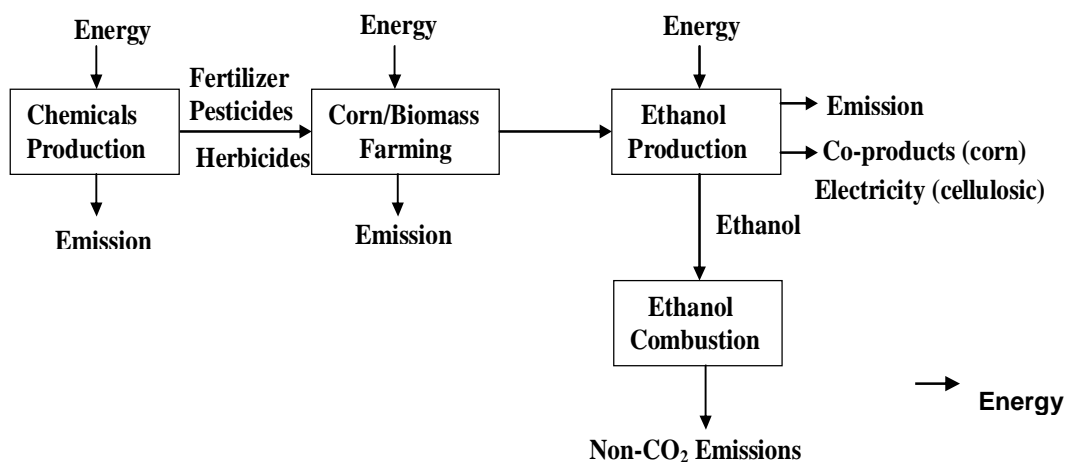 Energy
Energy
Energy
Chemicals
Production
Fertilizer
Pesticides
Herbicides
Corn/Biomass
Farming
Ethanol
Production
Emission
Co-products (corn)
Electricity (cellulosic)
Emission
Emission
Ethanol
Ethanol
Combustion
Energy
Non-CO₂ Emissions